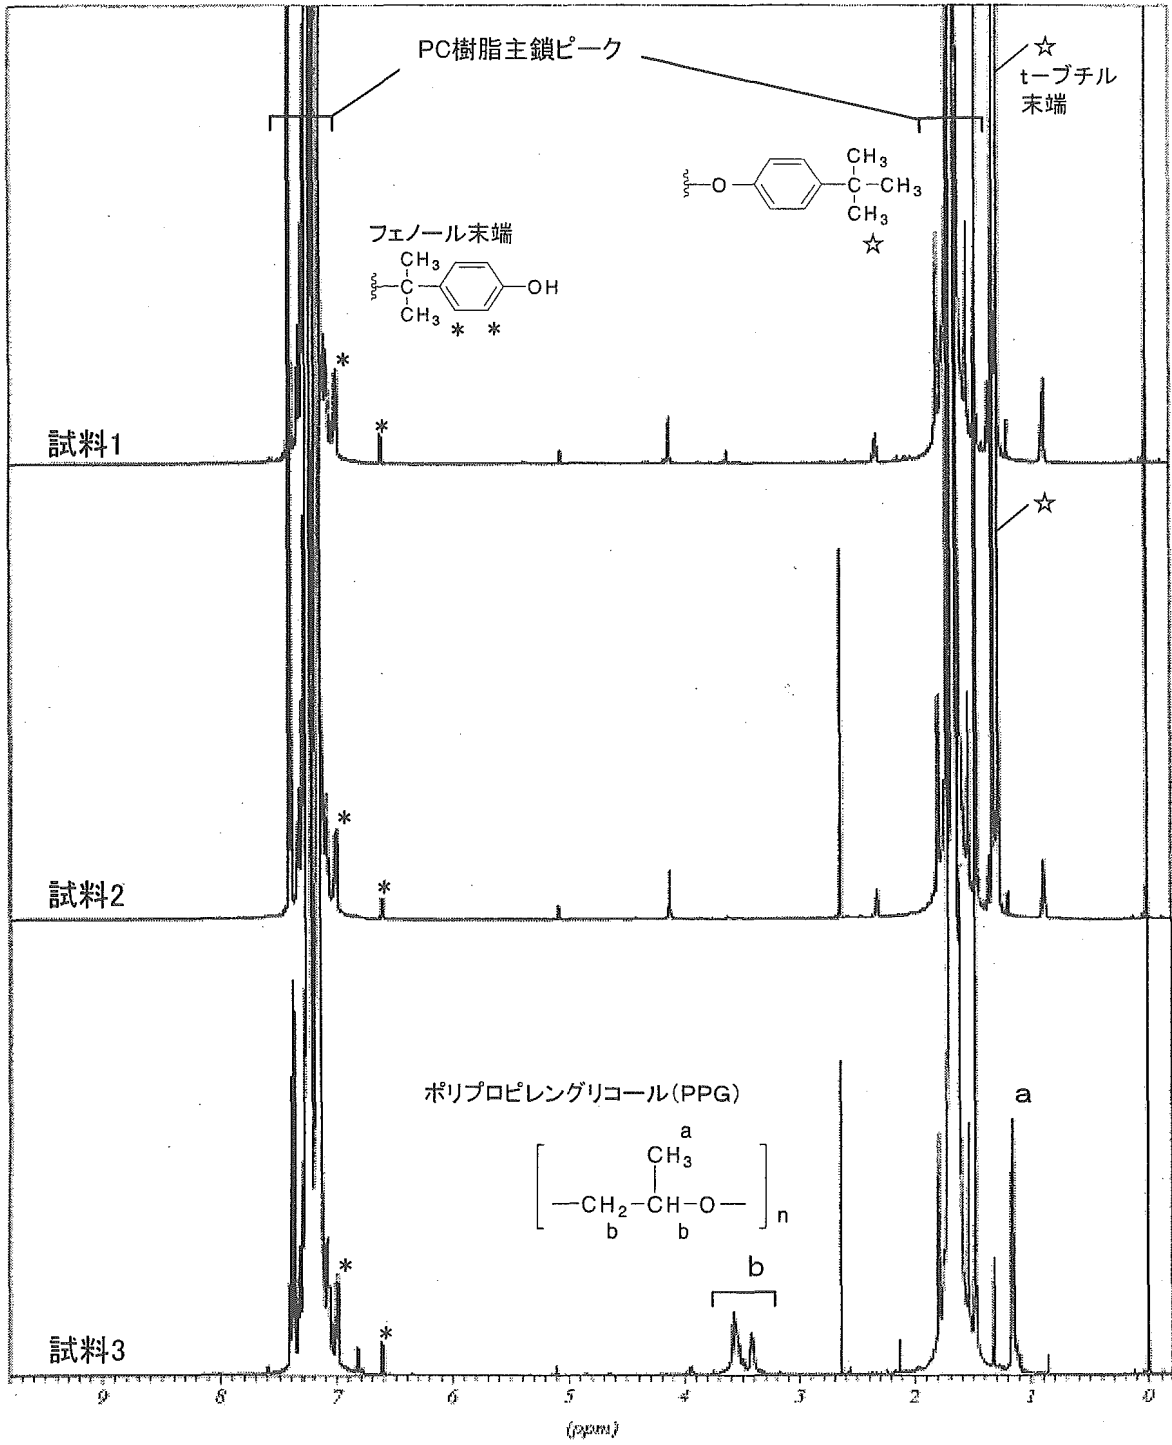 PC樹脂主鎖ピーク
☆
t−ブチル
末端
CH3
−O−
C−CH3
CH3
☆
フェノール末端
CH3
C
OH
CH3
* *
*
*
試料1
☆
*
*
試料2
ポリプロピレングリコール(PPG)
a
CH3
−CH2−CH−O−
n
b b
a
b
*
*
試料3
9 8 7 6 5 4 3 2 1 0
(ppm)